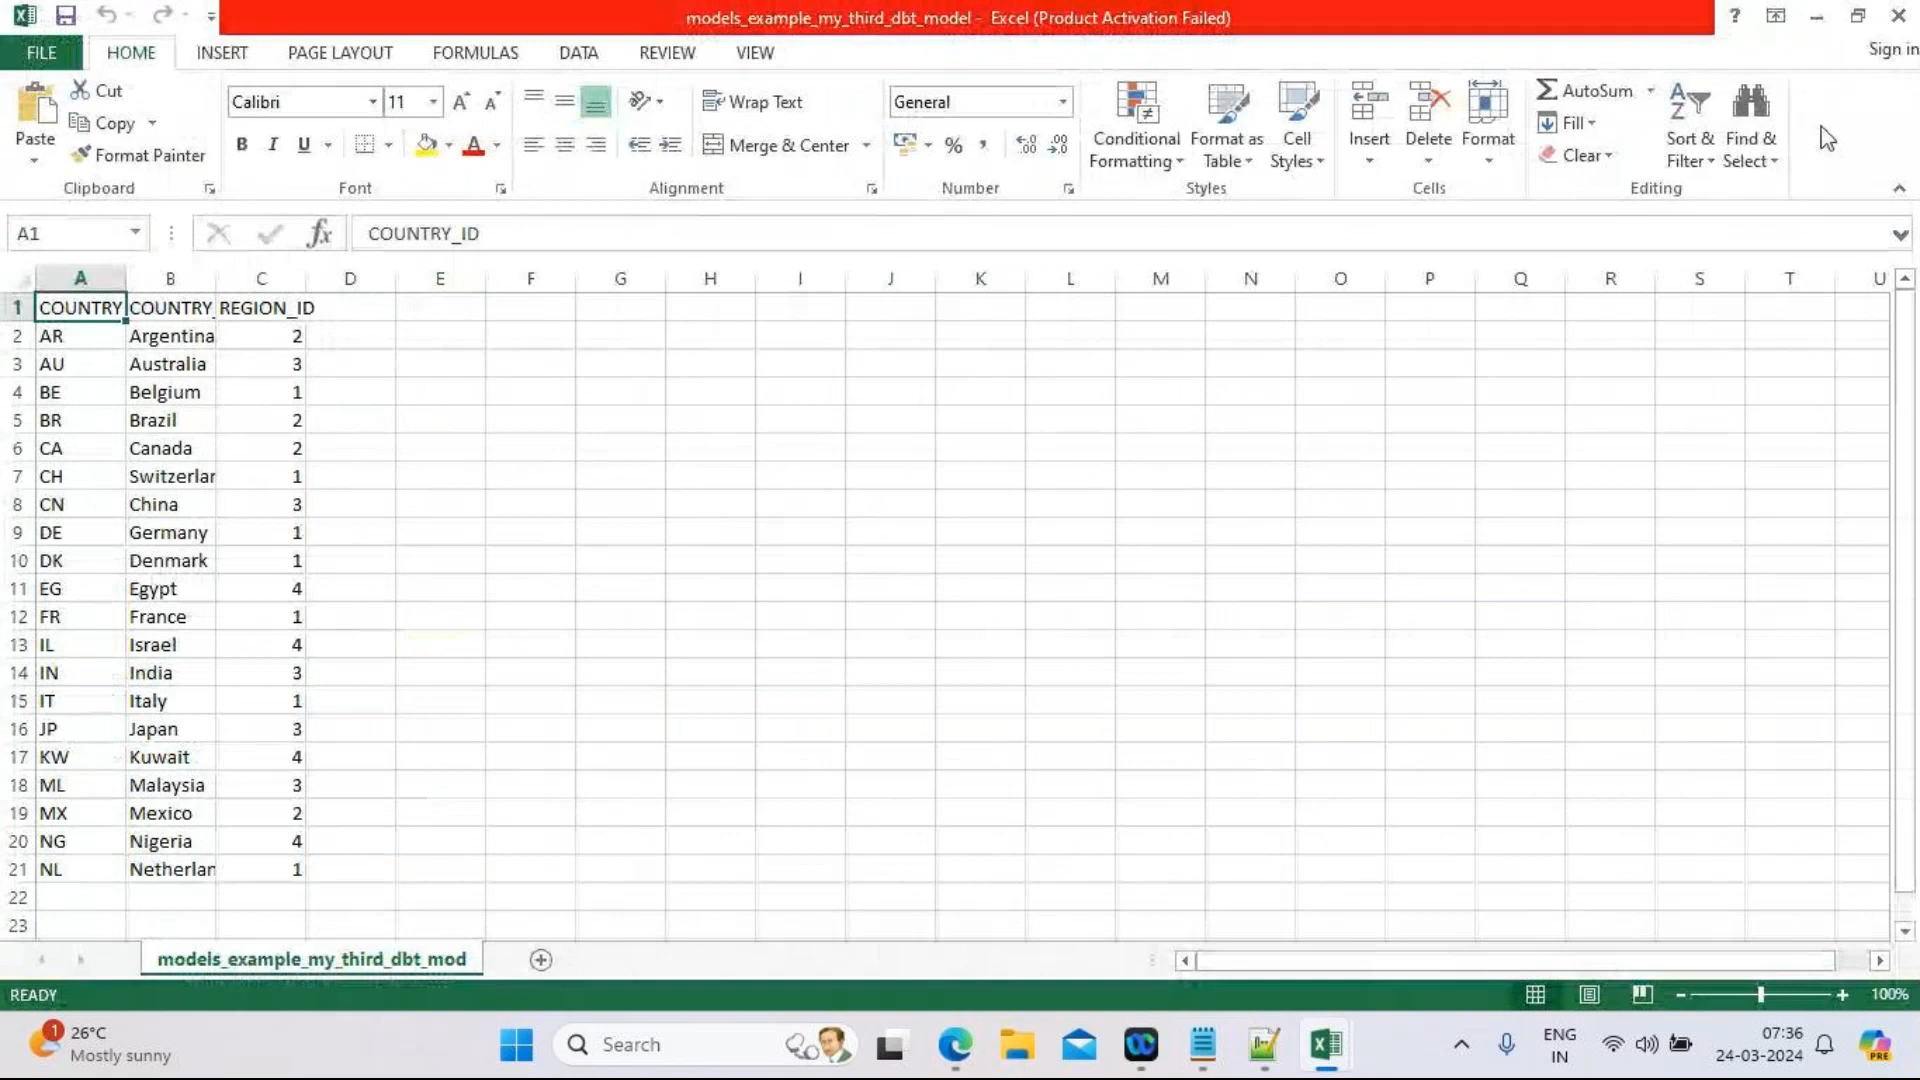 models_example_my_third_dbt_model - Excel (Product Activation Failed)
?
FILE HOME INSERT PAGE LAYOUT FORMULAS DATA REVIEW VIEW
Sign in
Paste
Cut
Copy
Format Painter
Clipboard
Calibri 11
B I U
Font
Wrap Text
Merge & Center
Alignment
General
%
Number
Conditional Formatting
Format as Table
Cell Styles
Styles
Insert Delete Format
Cells
AutoSum
Fill
Clear
Sort & Filter
Find & Select
Editing
A1 fx COUNTRY_ID
A B C D E F G H I J K L M N O P Q R S T U
1 COUNTRY COUNTRY_ REGION_ID
2 AR Argentina 2
3 AU Australia 3
4 BE Belgium 1
5 BR Brazil 2
6 CA Canada 2
7 CH Switzerlan 1
8 CN China 3
9 DE Germany 1
10 DK Denmark 1
11 EG Egypt 4
12 FR France 1
13 IL Israel 4
14 IN India 3
15 IT Italy 1
16 JP Japan 3
17 KW Kuwait 4
18 ML Malaysia 3
19 MX Mexico 2
20 NG Nigeria 4
21 NL Netherlan 1
22
23
models_example_my_third_dbt_mod
READY
100%
1
26°C
Mostly sunny
Search
ENG
IN
07:36
24-03-2024
PRE